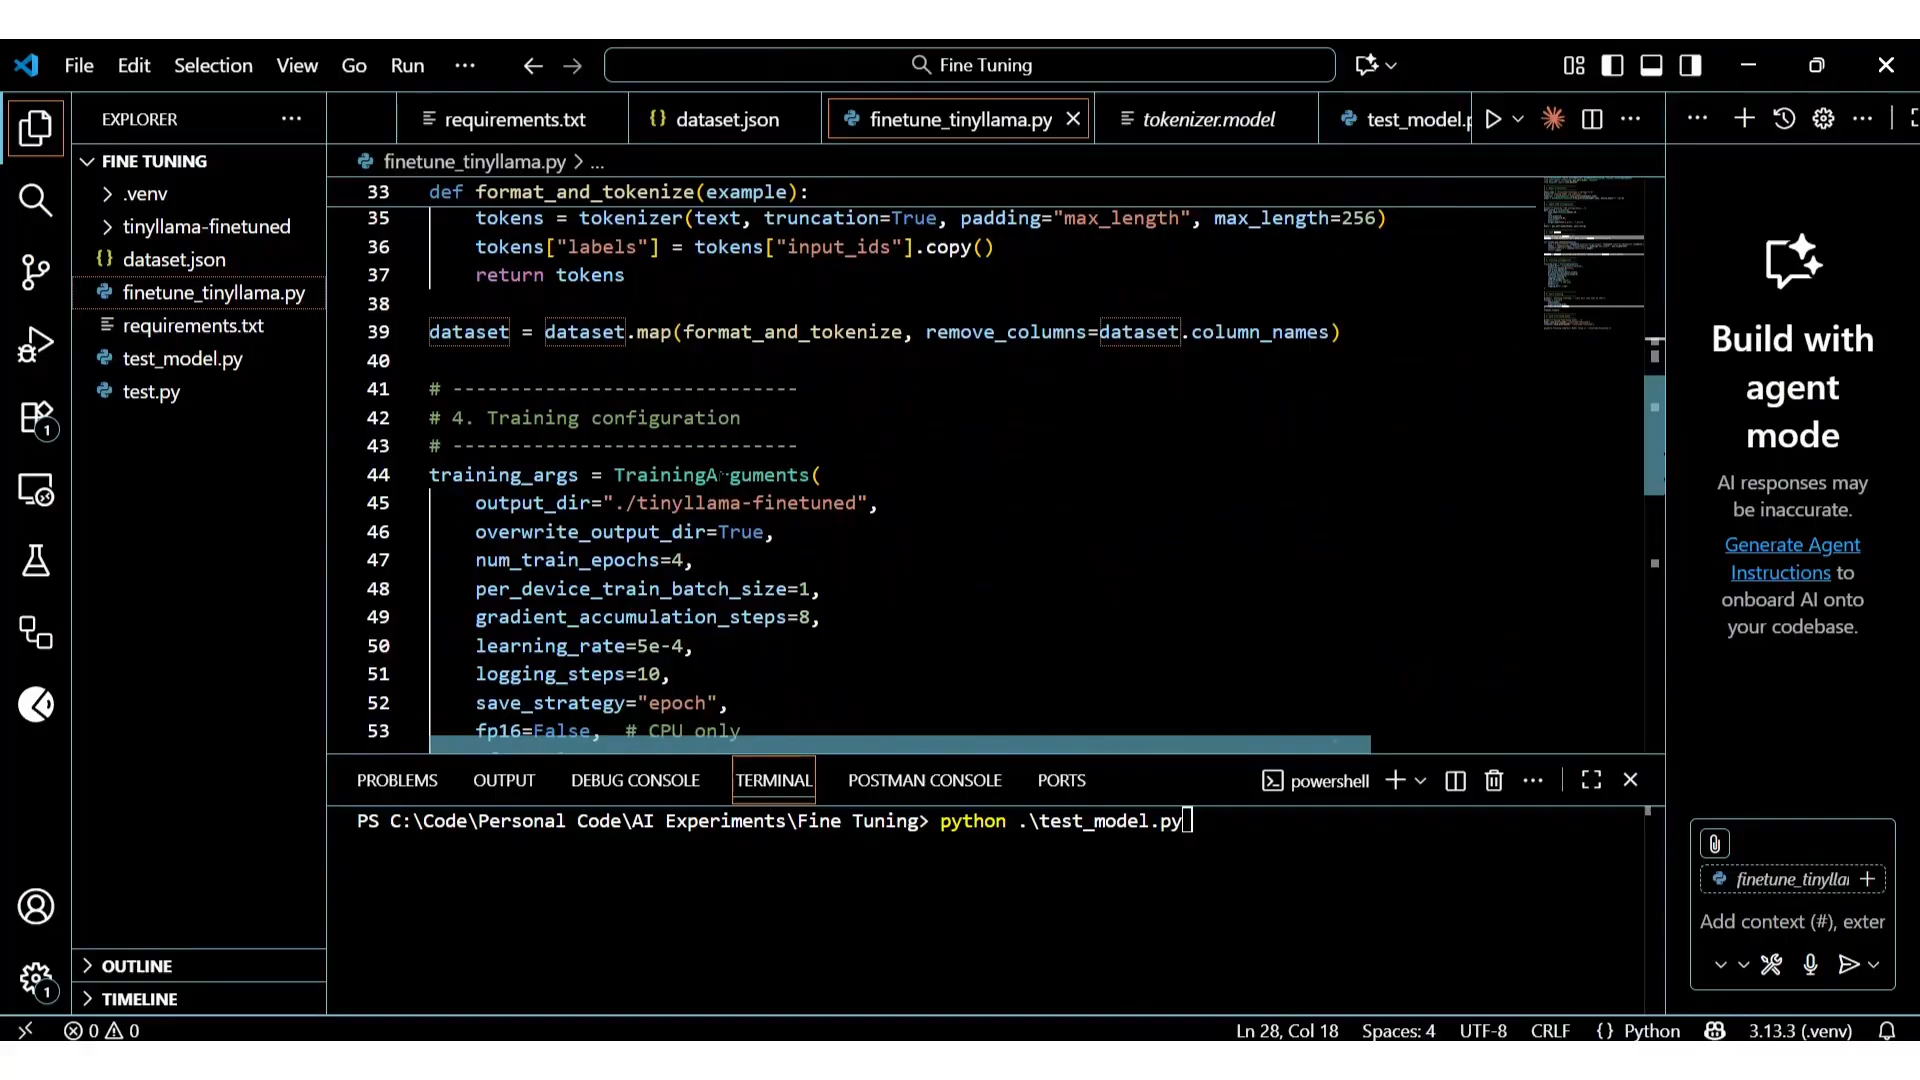 File Edit Selection View Go Run ··· Fine Tuning
EXPLORER ···
FINE TUNING
.venv
tinyllama-finetuned
{} dataset.json
finetune_tinyllama.py
requirements.txt
test_model.py
test.py
OUTLINE
TIMELINE
requirements.txt {} dataset.json finetune_tinyllama.py tokenizer.model test_model.p
finetune_tinyllama.py > ...
33 def format_and_tokenize(example):
35 tokens = tokenizer(text, truncation=True, padding="max_length", max_length=256)
36 tokens["labels"] = tokens["input_ids"].copy()
37 return tokens
38
39 dataset = dataset.map(format_and_tokenize, remove_columns=dataset.column_names)
40
41 # ------------------------------
42 # 4. Training configuration
43 # ------------------------------
44 training_args = TrainingArguments(
45 output_dir="./tinyllama-finetuned",
46 overwrite_output_dir=True,
47 num_train_epochs=4,
48 per_device_train_batch_size=1,
49 gradient_accumulation_steps=8,
50 learning_rate=5e-4,
51 logging_steps=10,
52 save_strategy="epoch",
53 fp16=False, # CPU only
PROBLEMS OUTPUT DEBUG CONSOLE TERMINAL POSTMAN CONSOLE PORTS powershell
PS C:\Code\Personal Code\AI Experiments\Fine Tuning> python .\test_model.py
Build with
agent
mode
AI responses may
be inaccurate.
Generate Agent
Instructions to
onboard AI onto
your codebase.
finetune_tinylla
Add context (#), exter
1
1
0 0
Ln 28, Col 18 Spaces: 4 UTF-8 CRLF {} Python 3.13.3 (.venv)